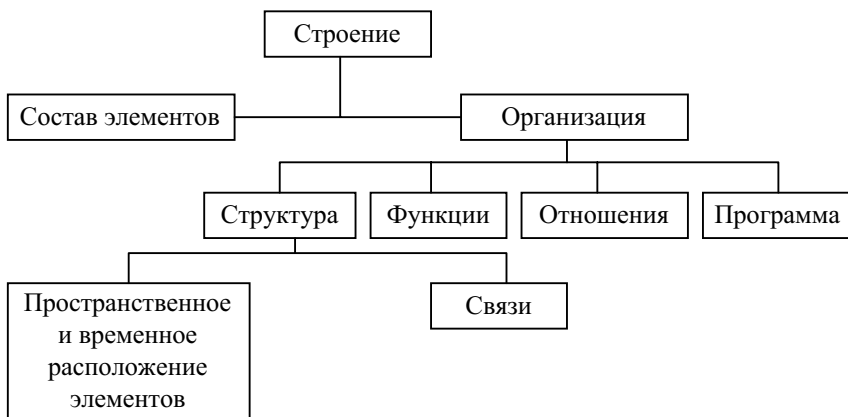 Строение
Состав элементов
Организация
Структура
Функции
Отношения
Программа
Пространственное
и временное
расположение
элементов
Связи